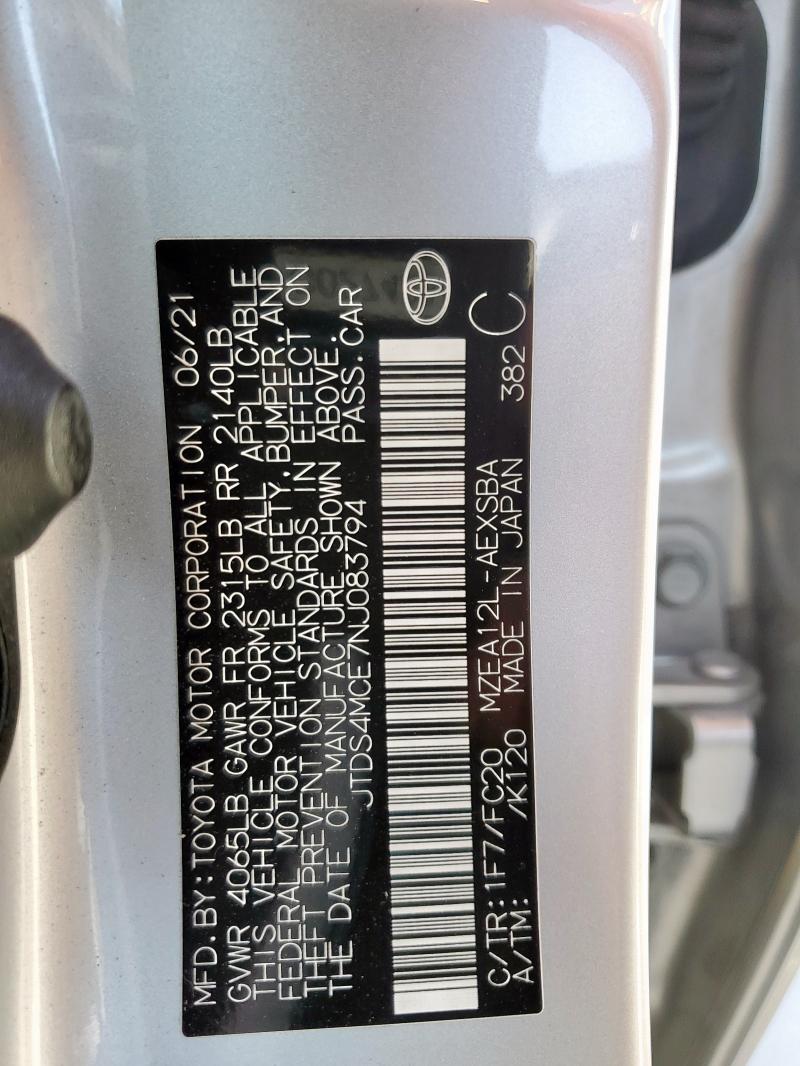 MFD.BY:TOYOTA MOTOR CORPORATION 06/21
GVWR 4065LB GAWR FR 2315LB RR 2140LB
THIS VEHICLE CONFORMS TO ALL APPLICABLE
FEDERAL MOTOR VEHICLE SAFETY,BUMPER,AND
THEFT PREVENTION STANDARDS IN EFFECT ON
THE DATE OF MANUFACTURE SHOWN ABOVE.
JTDS4MCE7NJ083794 PASS.CAR
C/TR:1F7/FC20 MZEA12L-AEXSBA 382 C
A/TM: /K120 MADE IN JAPAN